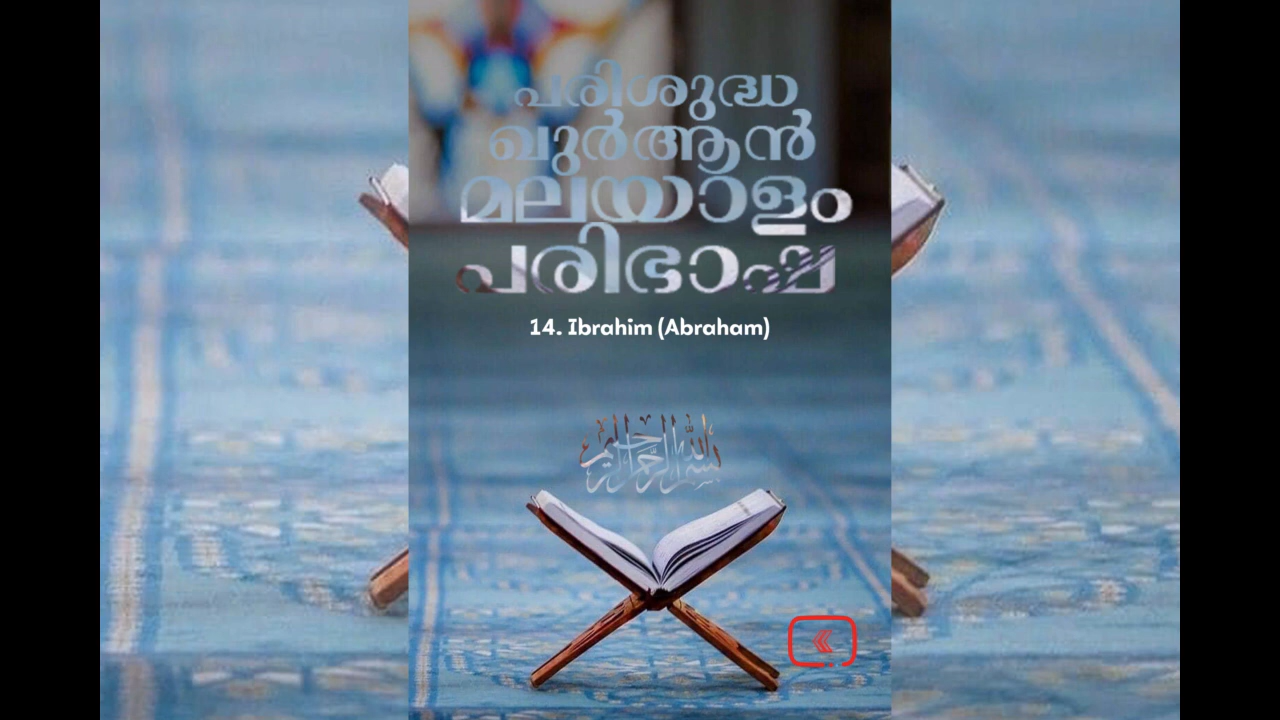 പരിശുദ്ധ
ഖുർആൻ
മലയാളം
പരിഭാഷ
14. Ibrahim (Abraham)
بسم الله الرحمن الرحيم